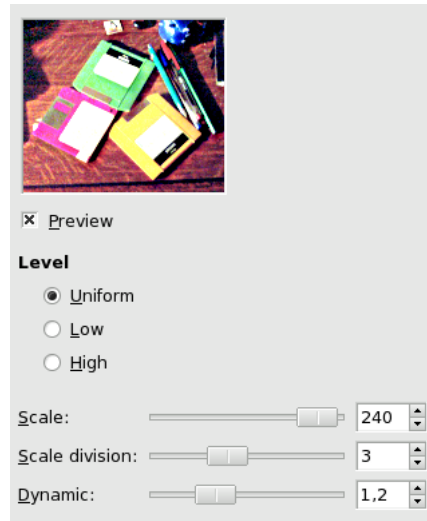 Preview
Level
Uniform
Low
High
Scale: 240
Scale division: 3
Dynamic: 1,2